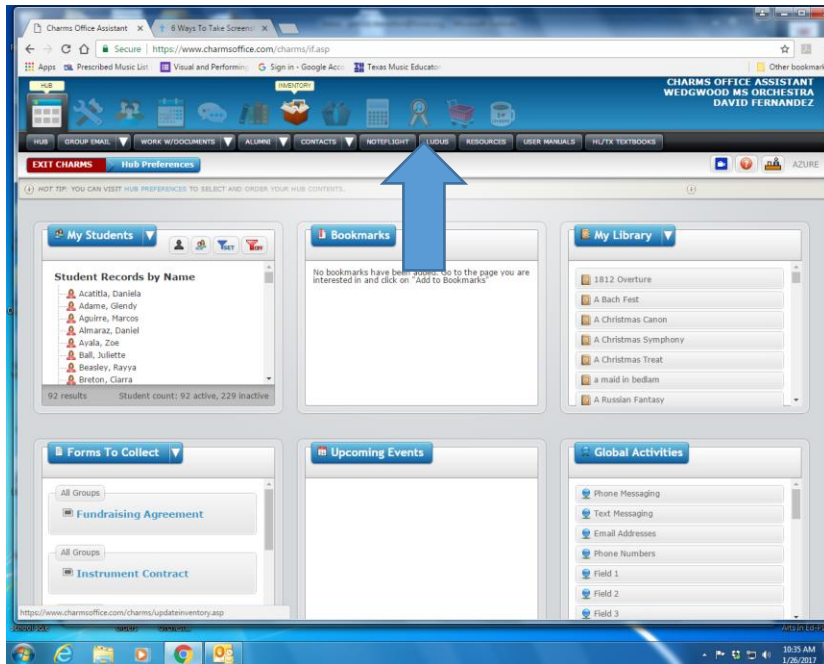 Charms Office Assistant
6 Ways To Take Screens
Secure https://www.charmsoffice.com/charms/if.asp
Apps Prescribed Music List Visual and Performing Sign in - Google Acco Texas Music Educator Other bookmark
HUB
INVENTORY
CHARMS OFFICE ASSISTANT
WEDGWOOD MS ORCHESTRA
DAVID FERNANDEZ
HUB GROUP EMAIL WORK W/DOCUMENTS ALUMNI CONTACTS NOTEFLIGHT LUDUS RESOURCES USER MANUALS HL/TX TEXTBOOKS
EXIT CHARMS Hub Preferences AZURE
HOT TIP: YOU CAN VISIT HUB PREFERENCES TO SELECT AND ORDER YOUR HUB CONTENTS.
My Students
SET
OFF
Student Records by Name
Acatitla, Daniela
Adame, Glendy
Aguirre, Marcos
Almaraz, Daniel
Ayala, Zoe
Ball, Juliette
Beasley, Rayya
Breton, Ciarra
92 results Student count: 92 active, 229 inactive
Bookmarks
No bookmarks have been added. Go to the page you are
interested in and click on "Add to Bookmarks"
My Library
1812 Overture
A Bach Fest
A Christmas Canon
A Christmas Symphony
A Christmas Treat
a maid in bedlam
A Russian Fantasy
Forms To Collect
All Groups
Fundraising Agreement
All Groups
Instrument Contract
Upcoming Events
Global Activities
Phone Messaging
Text Messaging
Email Addresses
Phone Numbers
Field 1
Field 2
Field 3
https://www.charmsoffice.com/charms/updateinventory.asp
10:35 AM
1/26/2017